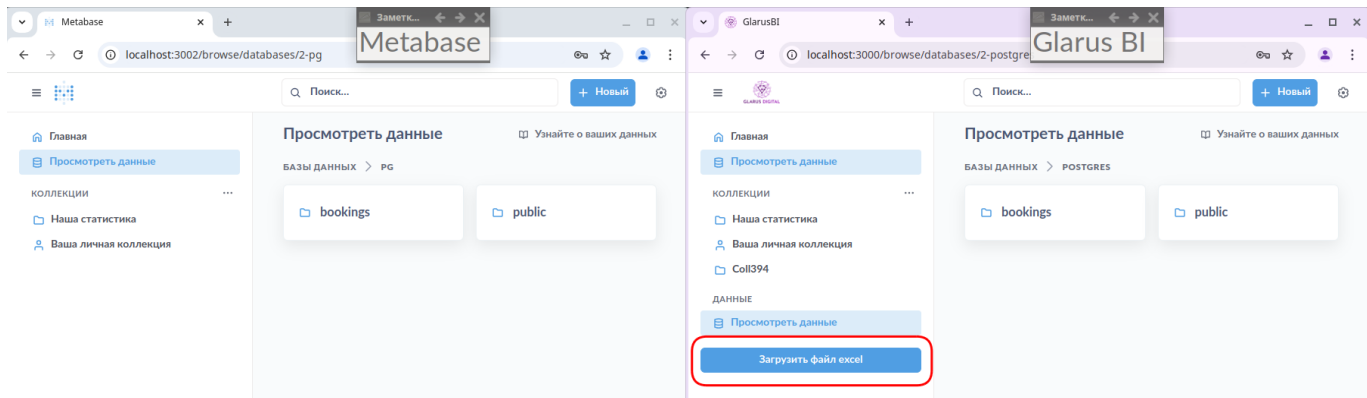 Metabase
Заметк...
Metabase
localhost:3002/browse/databases/2-pg
Поиск...
+ Новый
Главная
Просмотреть данные
КОЛЛЕКЦИИ
Наша статистика
Ваша личная коллекция
Просмотреть данные
Узнайте о ваших данных
БАЗЫ ДАННЫХ > PG
bookings
public
GlarusBI
Заметк...
Glarus BI
localhost:3000/browse/databases/2-postgre
GLARUS DIGITAL
Поиск...
+ Новый
Главная
Просмотреть данные
КОЛЛЕКЦИИ
Наша статистика
Ваша личная коллекция
Coll394
ДАННЫЕ
Просмотреть данные
Загрузить файл excel
Просмотреть данные
Узнайте о ваших данных
БАЗЫ ДАННЫХ > POSTGRES
bookings
public